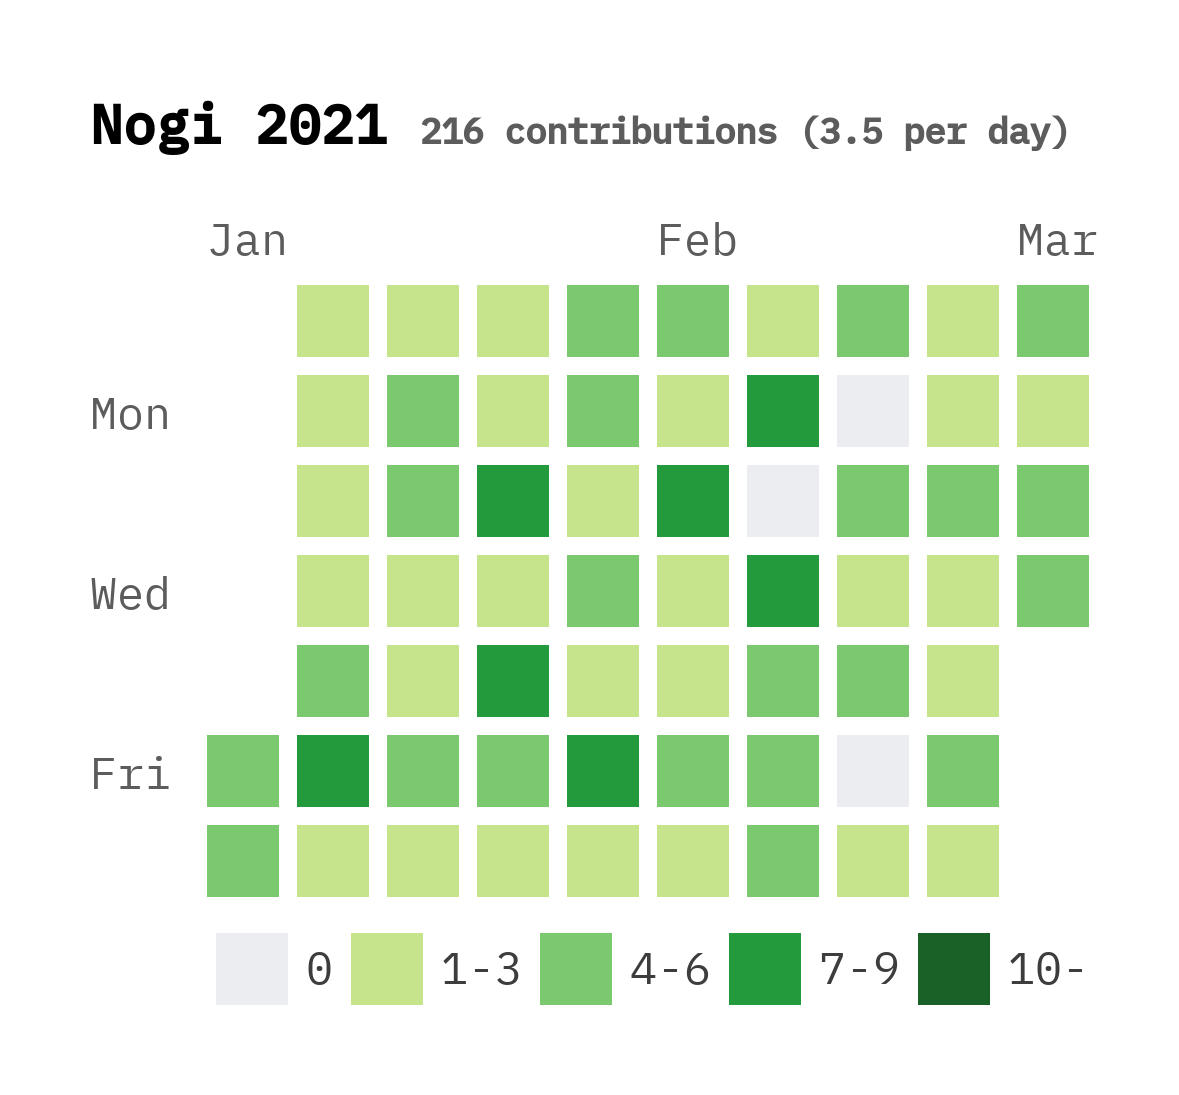 Nogi 2021 216 contributions (3.5 per day)
Jan Feb Mar
Mon
Wed
Fri
0 1-3 4-6 7-9 10-